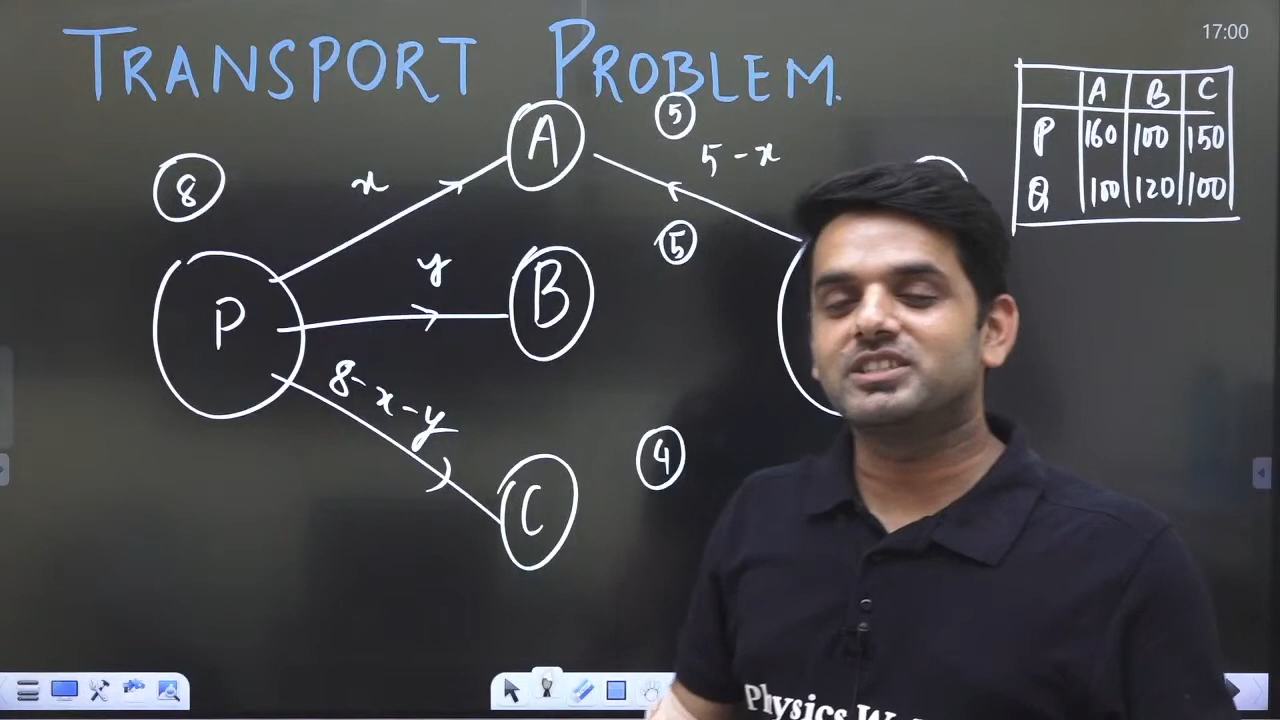 17:00
TRANSPORT PROBLEM.
A B C
P 160 100 150
Q 100 120 100
8
x
A
5
5 - x
P
y
B
5
8 - x - y
C
4
Physics W